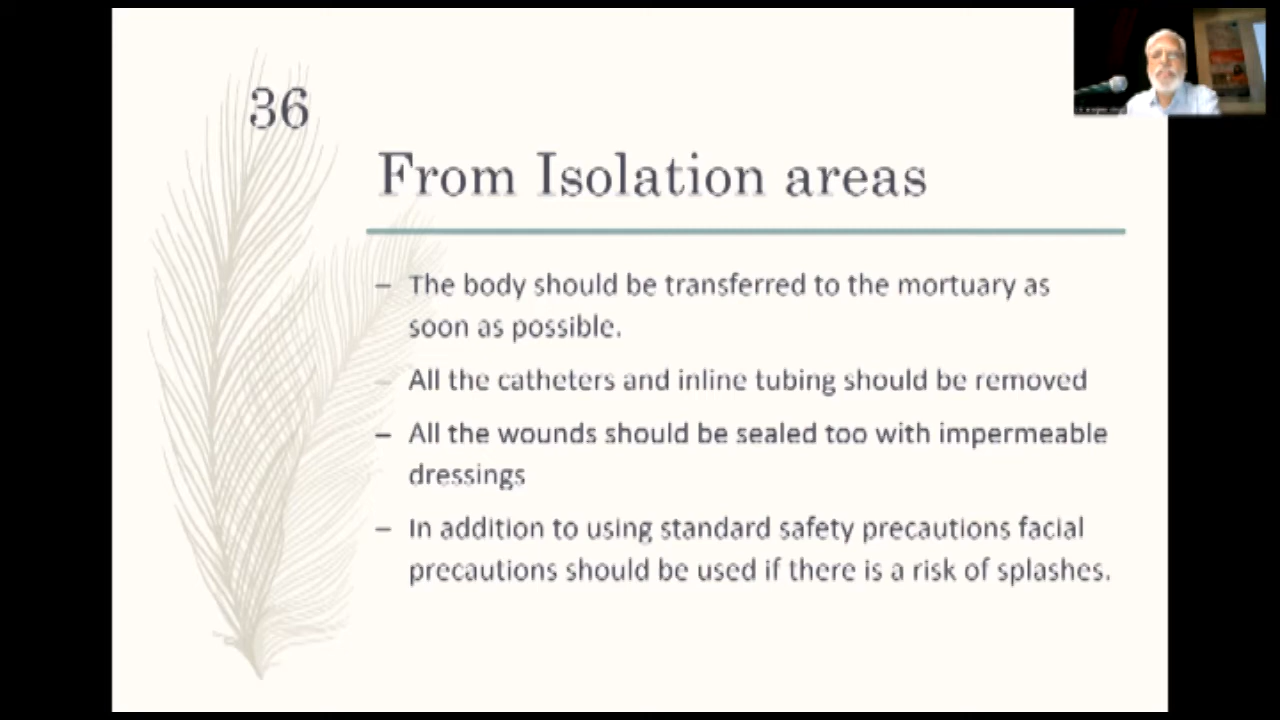 36
From Isolation areas
– The body should be transferred to the mortuary as
soon as possible.
– All the catheters and inline tubing should be removed
– All the wounds should be sealed too with impermeable
dressings
– In addition to using standard safety precautions facial
precautions should be used if there is a risk of splashes.